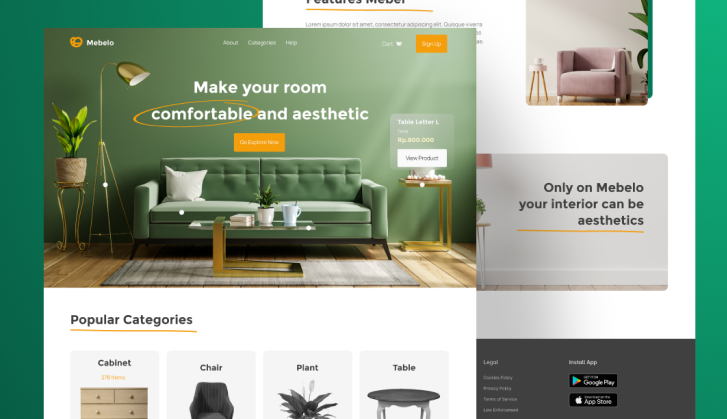 Features Mebel
Lorem ipsum dolor sit amet, consectetur adipiscing elit. Quisque viverra
Mebelo
About
Categories
Help
Cart
Sign Up
Make your room
comfortable and aesthetic
Go Explore Now
Table Letter L
Rp.800.000
View Product
Only on Mebelo
your interior can be
aesthetics
Popular Categories
Cabinet
Chair
Plant
Table
Legal
Cookies Policy
Privacy Policy
Terms of Service
Law Enforcement
Install App
GET IT ON
Google Play
Download on the
App Store